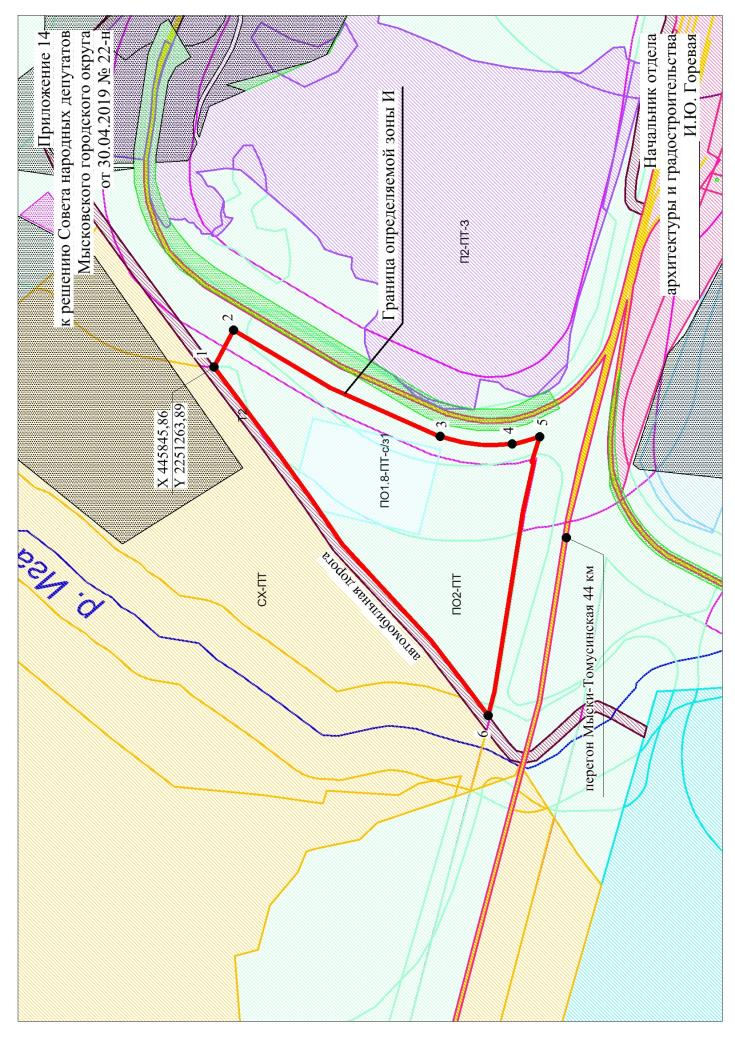 Приложение 14
к решению Совета народных депутатов
Мысковского городского округа
от 30.04.2019 № 22-н
Граница определяемой зоны И
Начальник отдела
архитектуры и градостроительства
И.Ю. Горевая
П2-ПТ-3
X 445845,86
Y 2251263,89
1
2
3
4
5
6
Т2
ПО1.8-ПТ-с/з1
ПО2-ПТ
СХ-ПТ
автомобильная дорога
перегон Мыски-Томусинская 44 км
р.